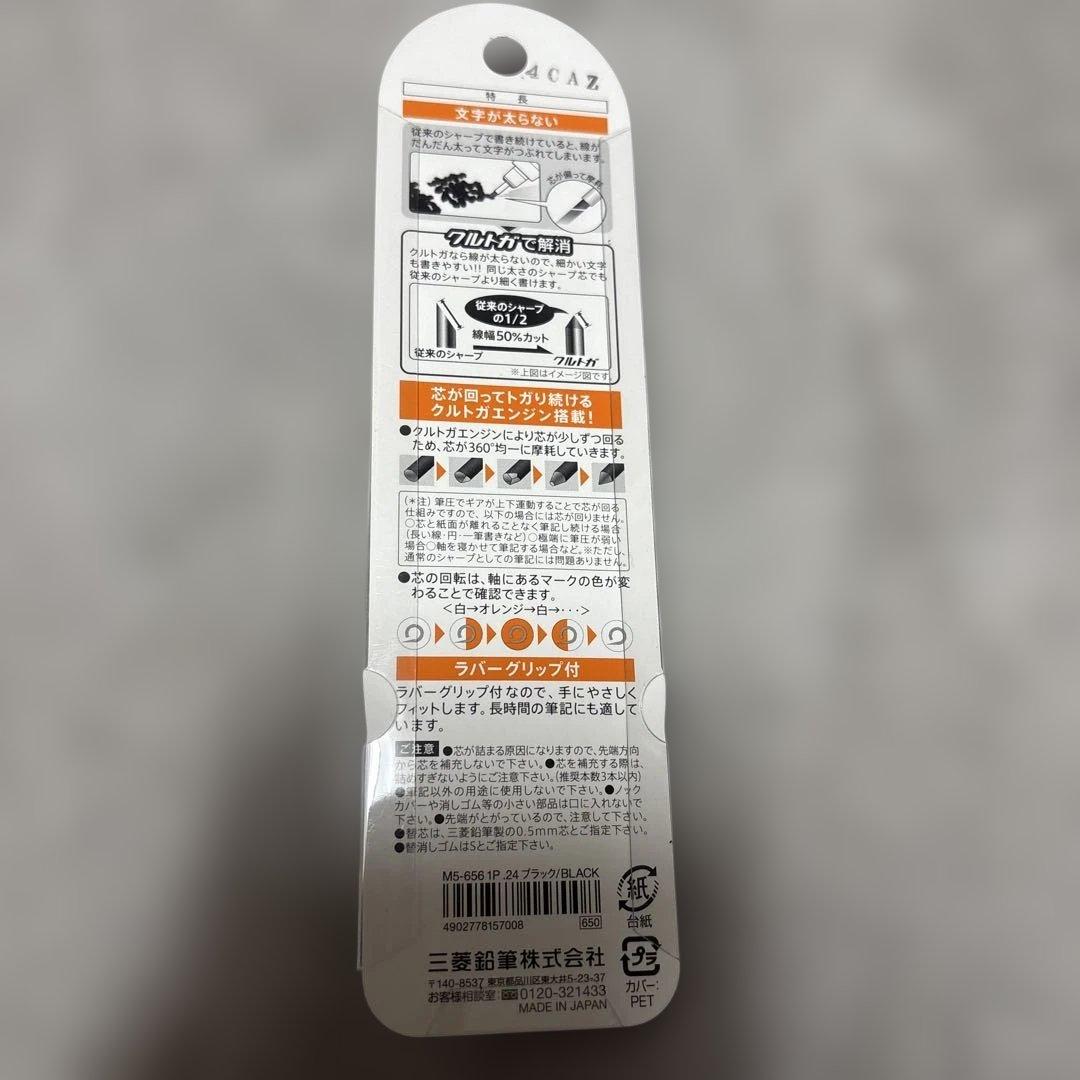 4CAZ
特 長
文字が太らない
従来のシャープで書き続けていると、線が
だんだん太って文字がつぶれてしまいます。
芯が偏って摩耗
クルトガで解消
クルトガなら線が太らないので、細かい文字
も書きやすい!! 同じ太さのシャープ芯でも
従来のシャープより細く書けます。
従来のシャープ
の1/2
線幅50%カット
従来のシャープ
クルトガ
※上図はイメージ図です。
芯が回ってトガり続ける
クルトガエンジン搭載!
●クルトガエンジンにより芯が少しずつ回る
ため、芯が360°均一に摩耗していきます。
(*注) 筆圧でギアが上下運動することで芯が回る
仕組みですので、以下の場合には芯が回りません。
○芯と紙面が離れることなく筆記し続ける場合
(長い線・円・一筆書きなど)○極端に筆圧が弱い
場合○軸を寝かせて筆記する場合など。※ただし、
通常のシャープとしての筆記には問題ありません。
●芯の回転は、軸にあるマークの色が変
わることで確認できます。
<白→オレンジ→白→・・・>
ラバーグリップ付
ラバーグリップ付なので、手にやさしく
フィットします。長時間の筆記にも適して
います。
ご注意 ●芯が詰まる原因になりますので、先端方向
から芯を補充しないで下さい。●芯を補充する際は、
詰めすぎないようにご注意下さい。(推奨本数3本以内)
●筆記以外の用途に使用しないで下さい。●ノック
カバーや消しゴム等の小さい部品は口に入れないで
下さい。●先端がとがっているので、注意して下さい。
●替芯は、三菱鉛筆製の0.5mm芯とご指定下さい。
●替消しゴムはSとご指定下さい。
M5-656 1P .24 ブラック/BLACK
4902778157008
650
紙
台紙
三菱鉛筆株式会社
〒140-8537 東京都品川区東大井5-23-37
お客様相談室: 0120-321433
MADE IN JAPAN
プラ
カバー:
PET